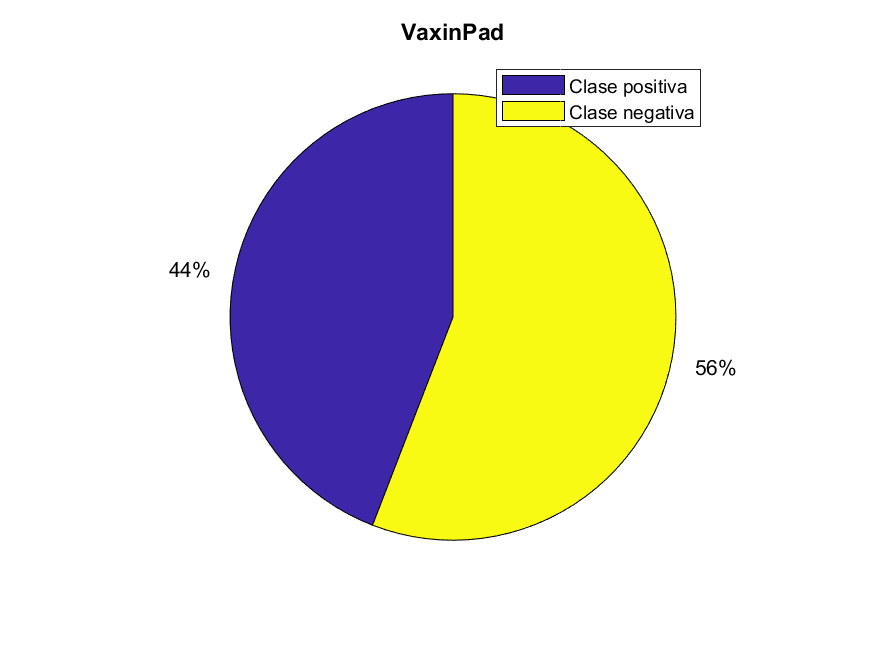 VaxinPad
Clase positiva
Clase negativa
44%
56%